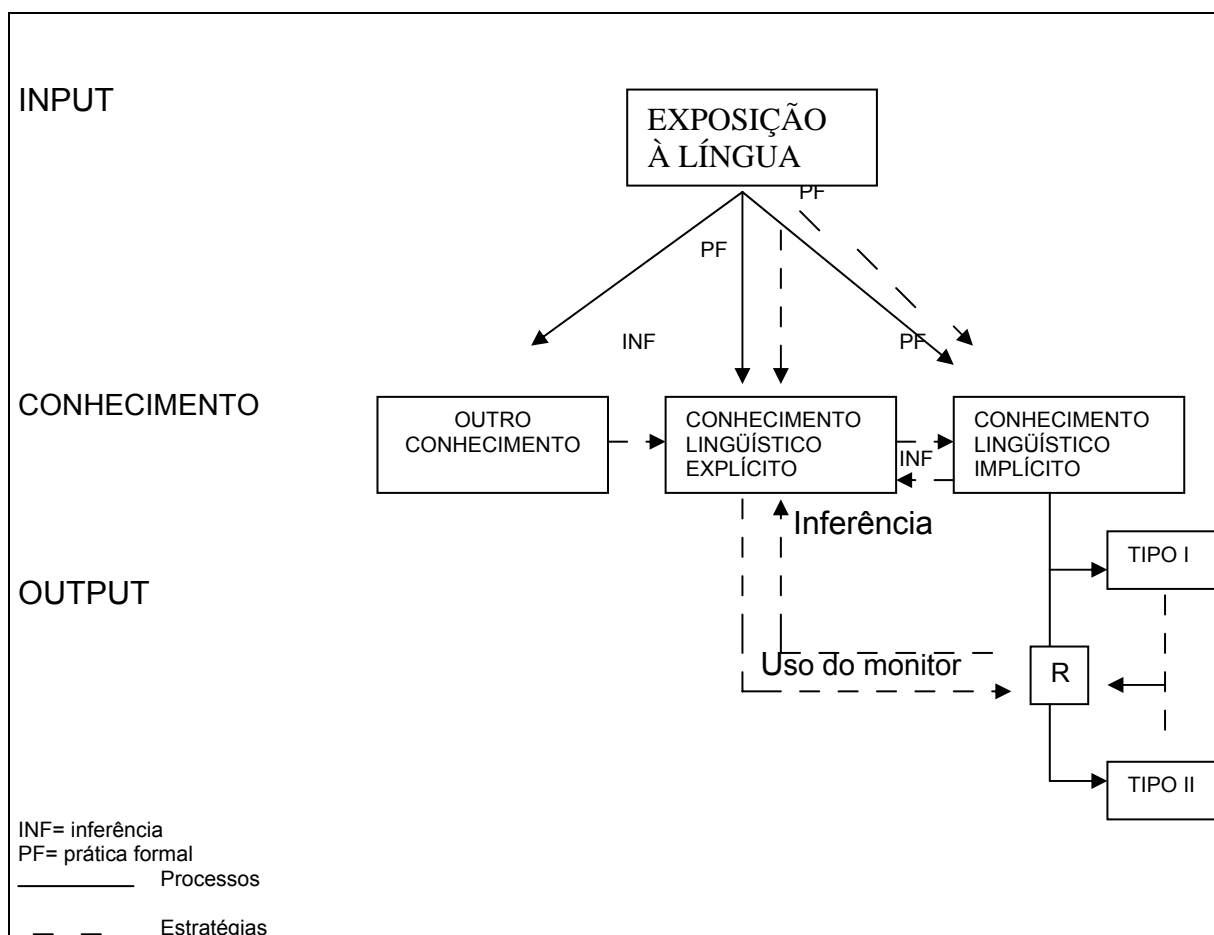 INPUT
EXPOSIÇÃO
À LÍNGUA
PF
PF
INF
PF
CONHECIMENTO
OUTRO
CONHECIMENTO
CONHECIMENTO
LINGÜÍSTICO
EXPLÍCITO
INF
CONHECIMENTO
LINGÜÍSTICO
IMPLÍCITO
Inferência
TIPO I
OUTPUT
Uso do monitor
R
TIPO II
INF= inferência
PF= prática formal
Processos
Estratégias